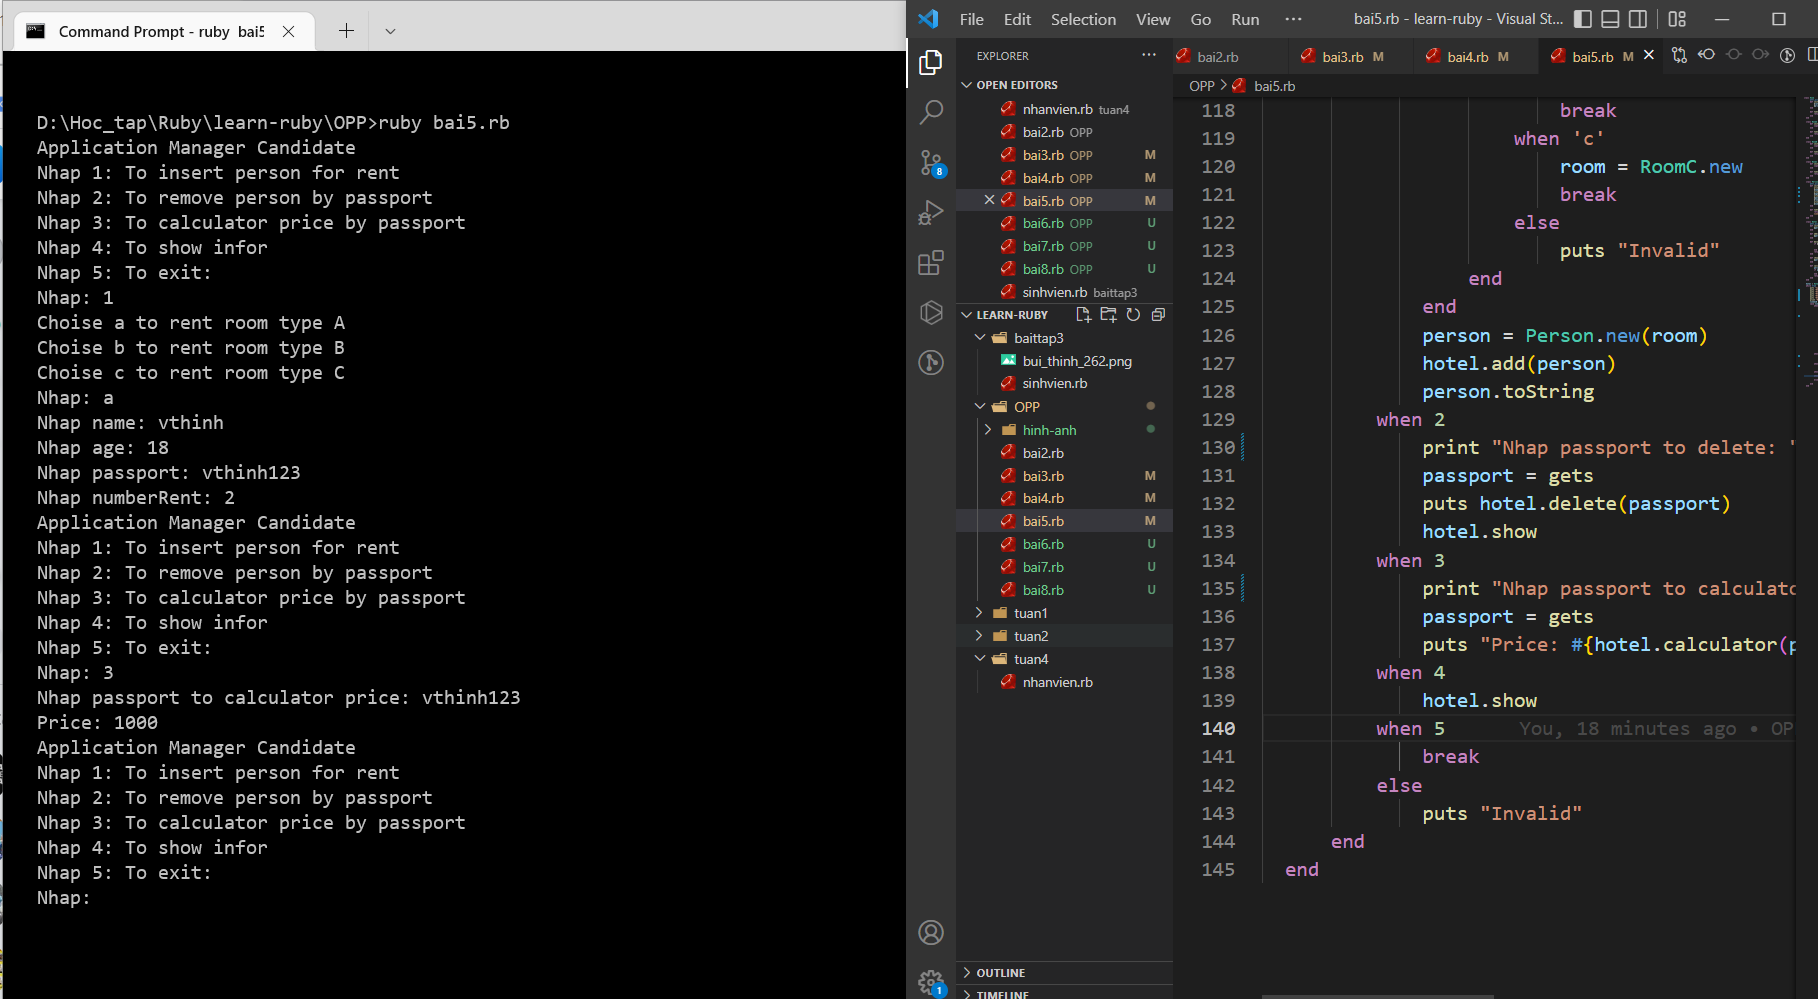 Command Prompt - ruby bai5
D:\Hoc_tap\Ruby\learn-ruby\OPP>ruby bai5.rb
Application Manager Candidate
Nhap 1: To insert person for rent
Nhap 2: To remove person by passport
Nhap 3: To calculator price by passport
Nhap 4: To show infor
Nhap 5: To exit:
Nhap: 1
Choise a to rent room type A
Choise b to rent room type B
Choise c to rent room type C
Nhap: a
Nhap name: vthinh
Nhap age: 18
Nhap passport: vthinh123
Nhap numberRent: 2
Application Manager Candidate
Nhap 1: To insert person for rent
Nhap 2: To remove person by passport
Nhap 3: To calculator price by passport
Nhap 4: To show infor
Nhap 5: To exit:
Nhap: 3
Nhap passport to calculator price: vthinh123
Price: 1000
Application Manager Candidate
Nhap 1: To insert person for rent
Nhap 2: To remove person by passport
Nhap 3: To calculator price by passport
Nhap 4: To show infor
Nhap 5: To exit:
Nhap:
File Edit Selection View Go Run ··· bai5.rb - learn-ruby - Visual St...
8
1
EXPLORER ···
OPEN EDITORS
nhanvien.rb tuan4
bai2.rb OPP
bai3.rb OPP M
bai4.rb OPP M
bai5.rb OPP M
bai6.rb OPP U
bai7.rb OPP U
bai8.rb OPP U
sinhvien.rb baittap3
LEARN-RUBY
baittap3
bui_thinh_262.png
sinhvien.rb
OPP
hinh-anh
bai2.rb
bai3.rb M
bai4.rb M
bai5.rb M
bai6.rb U
bai7.rb U
bai8.rb U
tuan1
tuan2
tuan4
nhanvien.rb
OUTLINE
TIMELINE
bai2.rb bai3.rb M bai4.rb M bai5.rb M
OPP > bai5.rb
118 break
119 when 'c'
120 room = RoomC.new
121 break
122 else
123 puts "Invalid"
124 end
125 end
126 person = Person.new(room)
127 hotel.add(person)
128 person.toString
129 when 2
130 print "Nhap passport to delete: "
131 passport = gets
132 puts hotel.delete(passport)
133 hotel.show
134 when 3
135 print "Nhap passport to calculato
136 passport = gets
137 puts "Price: #{hotel.calculator(p
138 when 4
139 hotel.show
140 when 5 You, 18 minutes ago • OP
141 break
142 else
143 puts "Invalid"
144 end
145 end